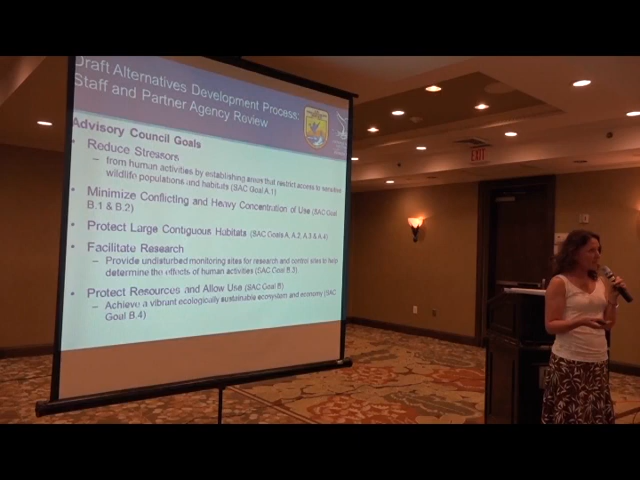 Draft Alternatives Development Process:
Staff and Partner Agency Review
Advisory Council Goals
• Reduce Stressors
– from human activities by establishing areas that restrict access to sensitive
wildlife populations and habitats (SAC Goal A.1)
• Minimize Conflicting and Heavy Concentration of Use (SAC Goal
B.1 & B.2)
• Protect Large Contiguous Habitats (SAC Goals A, A.2, A.3 & A.4)
• Facilitate Research
– Provide undisturbed monitoring sites for research and control sites to help
determine the effects of human activities (SAC Goal B.3)
• Protect Resources and Allow Use (SAC Goal B)
– Achieve a vibrant ecologically sustainable ecosystem and economy (SAC
Goal B.4)
EXIT